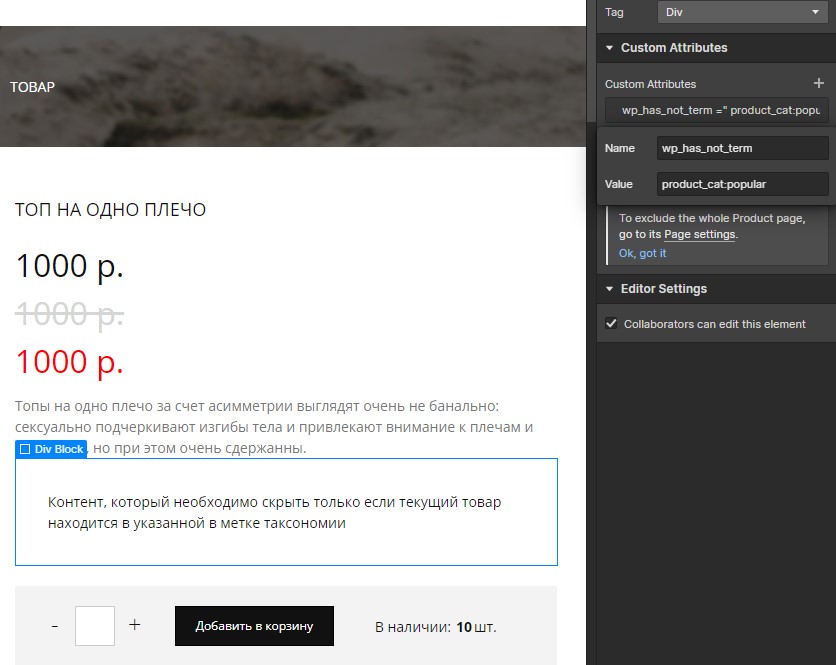 Tag
Div
ТОВАР
Custom Attributes
Custom Attributes
wp_has_not_term =" product_cat:popu
Name
wp_has_not_term
Value
product_cat:popular
To exclude the whole Product page,
go to its Page settings.
Ok, got it
Editor Settings
Collaborators can edit this element
ТОП НА ОДНО ПЛЕЧО
1000 р.
1000 р.
1000 р.
Топы на одно плечо за счет асимметрии выглядят очень не банально:
сексуально подчеркивают изгибы тела и привлекают внимание к плечам и
Div Block
, но при этом очень сдержанны.
Контент, который необходимо скрыть только если текущий товар
находится в указанной в метке таксономии
- +
Добавить в корзину
В наличии: 10 шт.